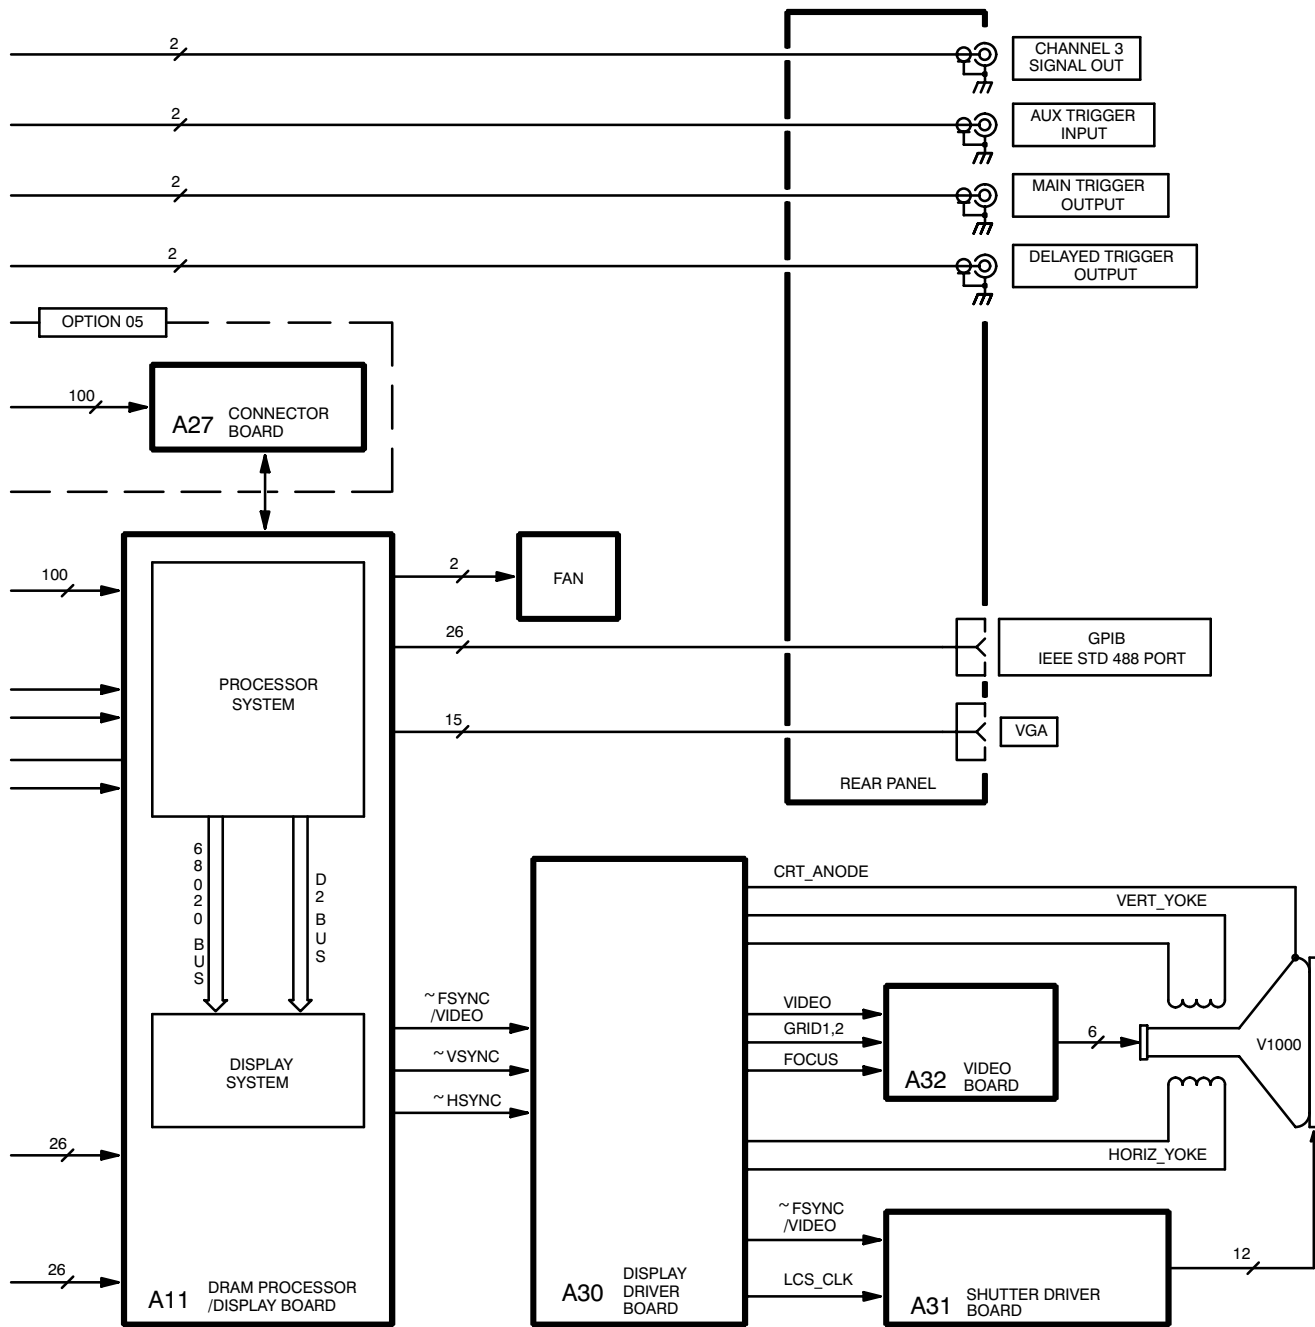 2
CHANNEL 3
SIGNAL OUT
2
AUX TRIGGER
INPUT
2
MAIN TRIGGER
OUTPUT
2
DELAYED TRIGGER
OUTPUT
OPTION 05
100
A27
CONNECTOR
BOARD
100
2
FAN
26
GPIB
IEEE STD 488 PORT
PROCESSOR
SYSTEM
15
VGA
REAR PANEL
68020 BUS
D2 BUS
CRT_ANODE
VERT_YOKE
~FSYNC
/VIDEO
VIDEO
GRID1,2
FOCUS
6
V1000
A32
VIDEO
BOARD
DISPLAY
SYSTEM
~VSYNC
~HSYNC
26
HORIZ_YOKE
~FSYNC
/VIDEO
LCS_CLK
12
26
A11
DRAM PROCESSOR
/DISPLAY BOARD
A30
DISPLAY
DRIVER
BOARD
A31
SHUTTER DRIVER
BOARD